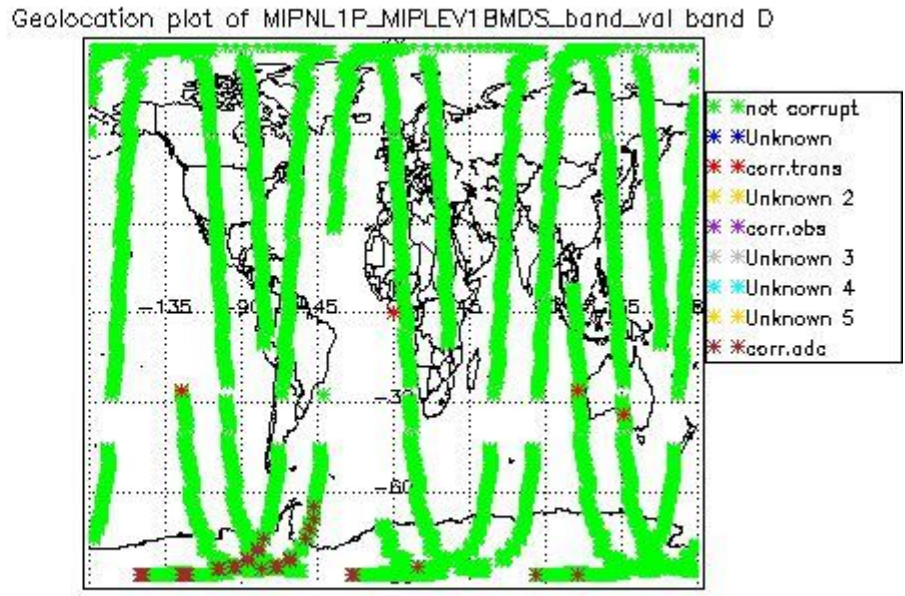 Geolocation plot of MIPNL1P_MIPLEV1BMDS_band_val band D
not corrupt
Unknown
corr.trans
Unknown 2
corr.obs
Unknown 3
Unknown 4
Unknown 5
corr.adc
-135
-90
-45
-30
-60